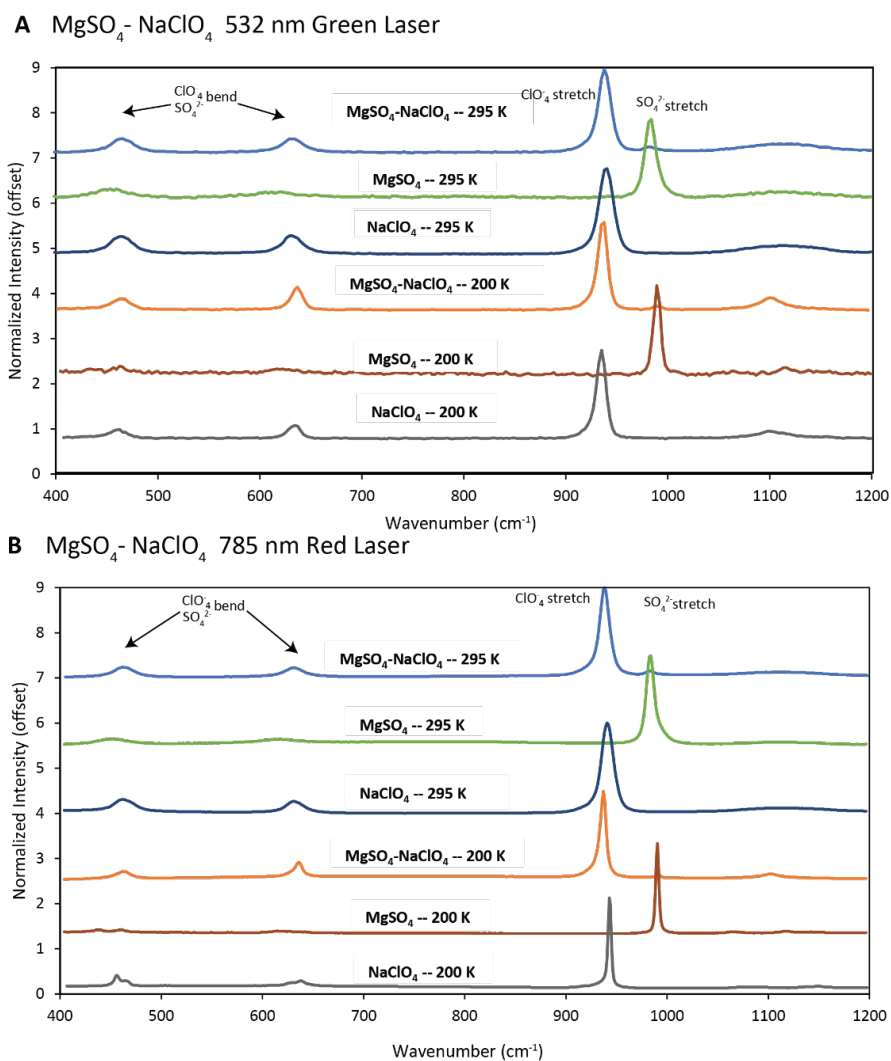 A MgSO₄- NaClO₄ 532 nm Green Laser
9
8
7
6
5
4
3
2
1
0
Normalized Intensity (offset)
ClO⁻₄ bend
SO₄²⁻
ClO⁻₄ stretch
SO₄²⁻ stretch
MgSO₄-NaClO₄ -- 295 K
MgSO₄ -- 295 K
NaClO₄ -- 295 K
MgSO₄-NaClO₄ -- 200 K
MgSO₄ -- 200 K
NaClO₄ -- 200 K
400 500 600 700 800 900 1000 1100 1200
Wavenumber (cm⁻¹)
B MgSO₄- NaClO₄ 785 nm Red Laser
9
8
7
6
5
4
3
2
1
0
Normalized Intensity (offset)
ClO⁻₄ bend
SO₄²⁻
ClO⁻₄ stretch
SO₄²⁻ stretch
MgSO₄-NaClO₄ -- 295 K
MgSO₄ -- 295 K
NaClO₄ -- 295 K
MgSO₄-NaClO₄ -- 200 K
MgSO₄ -- 200 K
NaClO₄ -- 200 K
400 500 600 700 800 900 1000 1100 1200
Wavenumber (cm⁻¹)